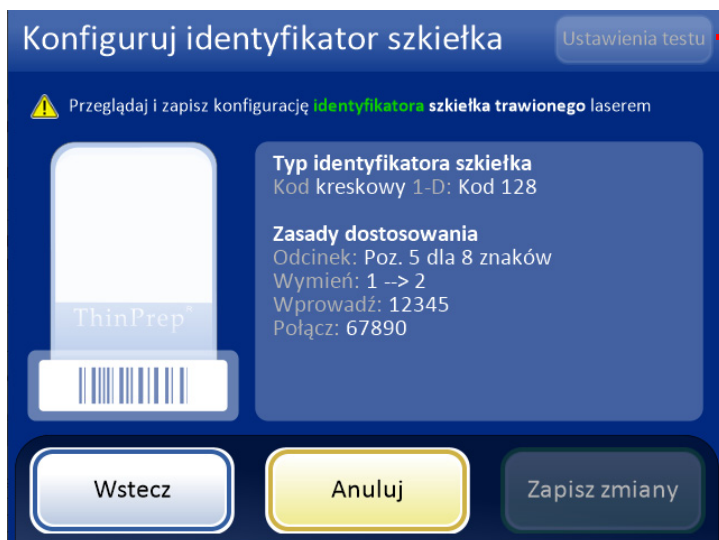 Konfiguruj identyfikator szkiełka
Ustawienia testu
Przeglądaj i zapisz konfigurację identyfikatora szkiełka trawionego laserem
Typ identyfikatora szkiełka
Kod kreskowy 1-D: Kod 128
Zasady dostosowania
Odcinek: Poz. 5 dla 8 znaków
Wymień: 1 --> 2
Wprowadź: 12345
Połącz: 67890
ThinPrep®
Wstecz
Anuluj
Zapisz zmiany